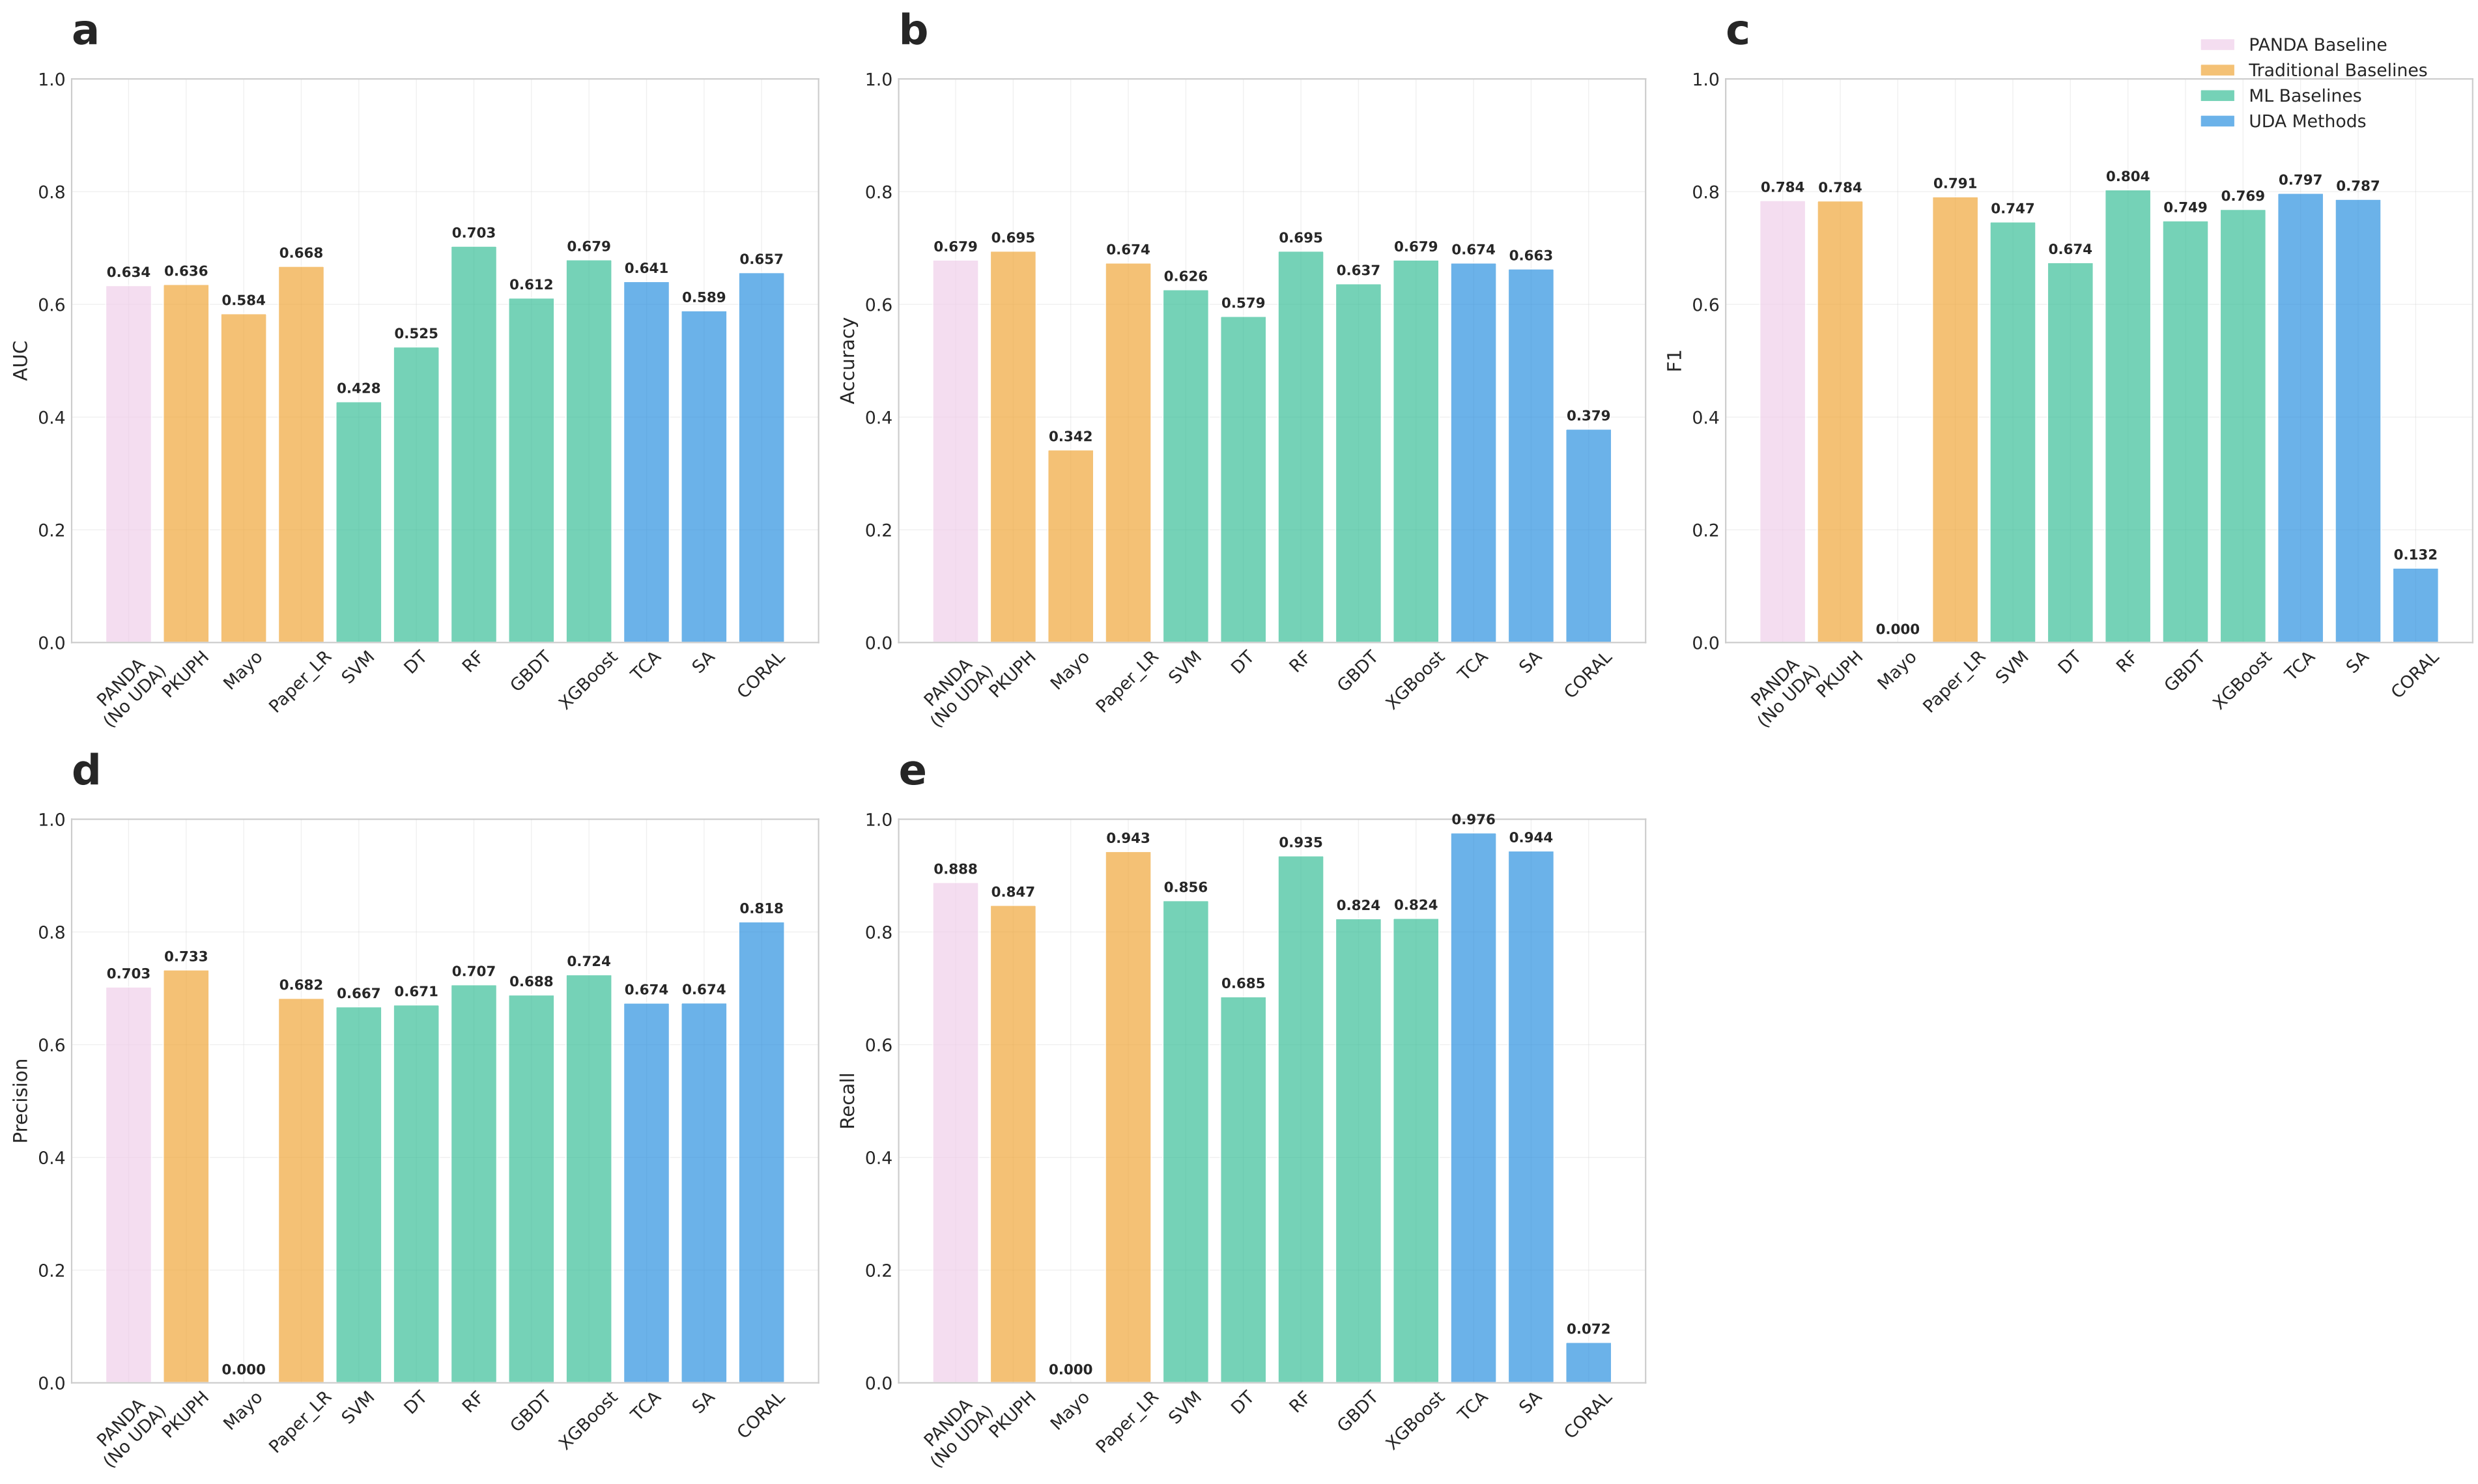 a
b
c
PANDA Baseline
Traditional Baselines
ML Baselines
UDA Methods
AUC
1.0
0.8
0.6
0.4
0.2
0.0
0.634
0.636
0.584
0.668
0.428
0.525
0.703
0.612
0.679
0.641
0.589
0.657
PANDA
(No UDA)
PKUPH
Mayo
Paper_LR
SVM
DT
RF
GBDT
XGBoost
TCA
SA
CORAL
Accuracy
1.0
0.8
0.6
0.4
0.2
0.0
0.679
0.695
0.342
0.674
0.626
0.579
0.695
0.637
0.679
0.674
0.663
0.379
PANDA
(No UDA)
PKUPH
Mayo
Paper_LR
SVM
DT
RF
GBDT
XGBoost
TCA
SA
CORAL
F1
1.0
0.8
0.6
0.4
0.2
0.0
0.784
0.784
0.000
0.791
0.747
0.674
0.804
0.749
0.769
0.797
0.787
0.132
PANDA
(No UDA)
PKUPH
Mayo
Paper_LR
SVM
DT
RF
GBDT
XGBoost
TCA
SA
CORAL
d
e
Precision
1.0
0.8
0.6
0.4
0.2
0.0
0.703
0.733
0.000
0.682
0.667
0.671
0.707
0.688
0.724
0.674
0.674
0.818
PANDA
(No UDA)
PKUPH
Mayo
Paper_LR
SVM
DT
RF
GBDT
XGBoost
TCA
SA
CORAL
Recall
1.0
0.8
0.6
0.4
0.2
0.0
0.888
0.847
0.000
0.943
0.856
0.685
0.935
0.824
0.824
0.976
0.944
0.072
PANDA
(No UDA)
PKUPH
Mayo
Paper_LR
SVM
DT
RF
GBDT
XGBoost
TCA
SA
CORAL